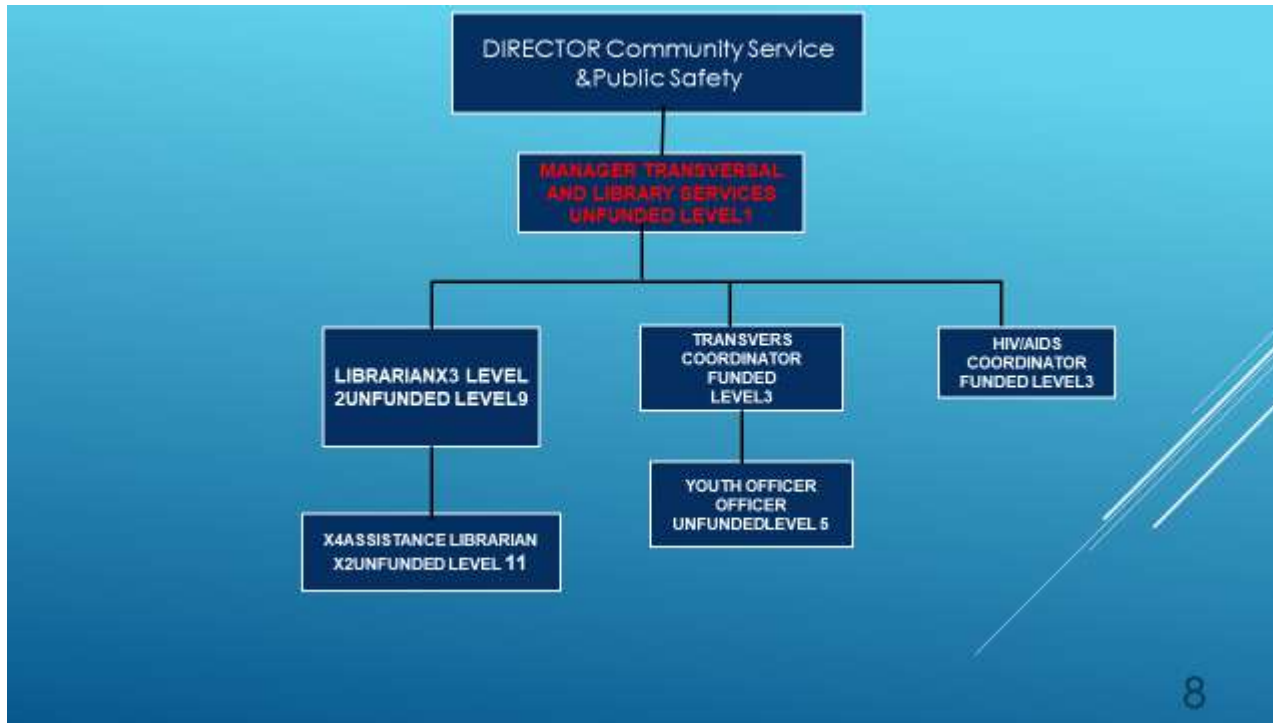 DIRECTOR Community Service
&Public Safety
MANAGER TRANSVERSAL
AND LIBRARY SERVICES
UNFUNDED LEVEL1
LIBRARIANX3 LEVEL
2UNFUNDED LEVEL9
TRANSVERS
COORDINATOR
FUNDED
LEVEL3
HIV/AIDS
COORDINATOR
FUNDED LEVEL3
X4ASSISTANCE LIBRARIAN
X2UNFUNDED LEVEL 11
YOUTH OFFICER
OFFICER
UNFUNDEDLEVEL 5
8